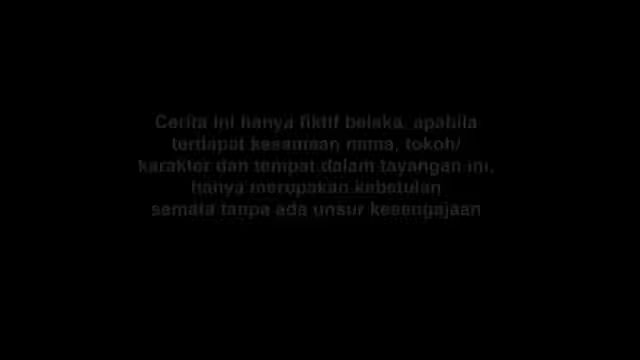 Cerita ini hanya fiktif belaka, apabila
terdapat kesamaan nama, tokoh/
karakter dan tempat dalam tayangan ini,
hanya merupakan kebetulan
semata tanpa ada unsur kesengajaan